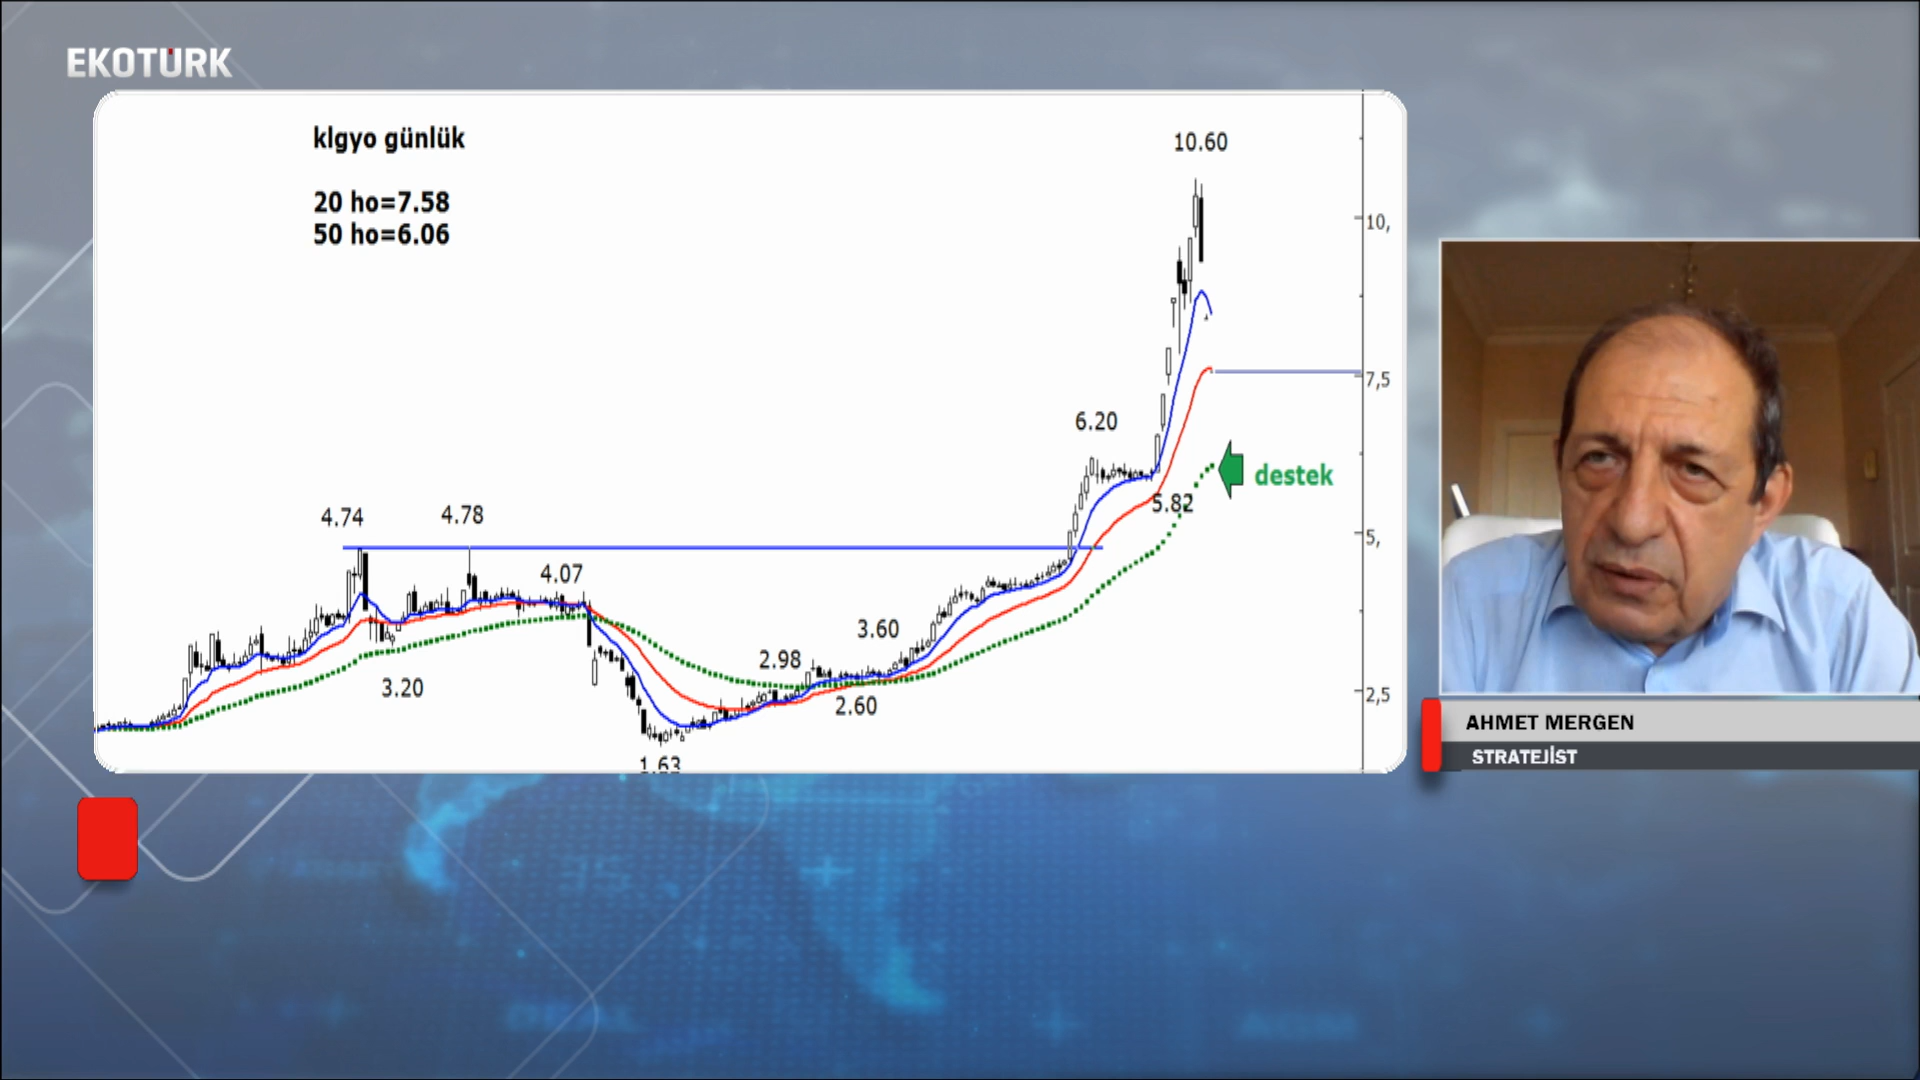 EKOTÜRK
klgyo günlük
20 ho=7.58
50 ho=6.06
10.60
10,
7,5
6.20
destek
5.82
4.74
4.78
5,
4.07
3.60
2.98
3.20
2.60
2,5
1.63
AHMET MERGEN
STRATEJİST